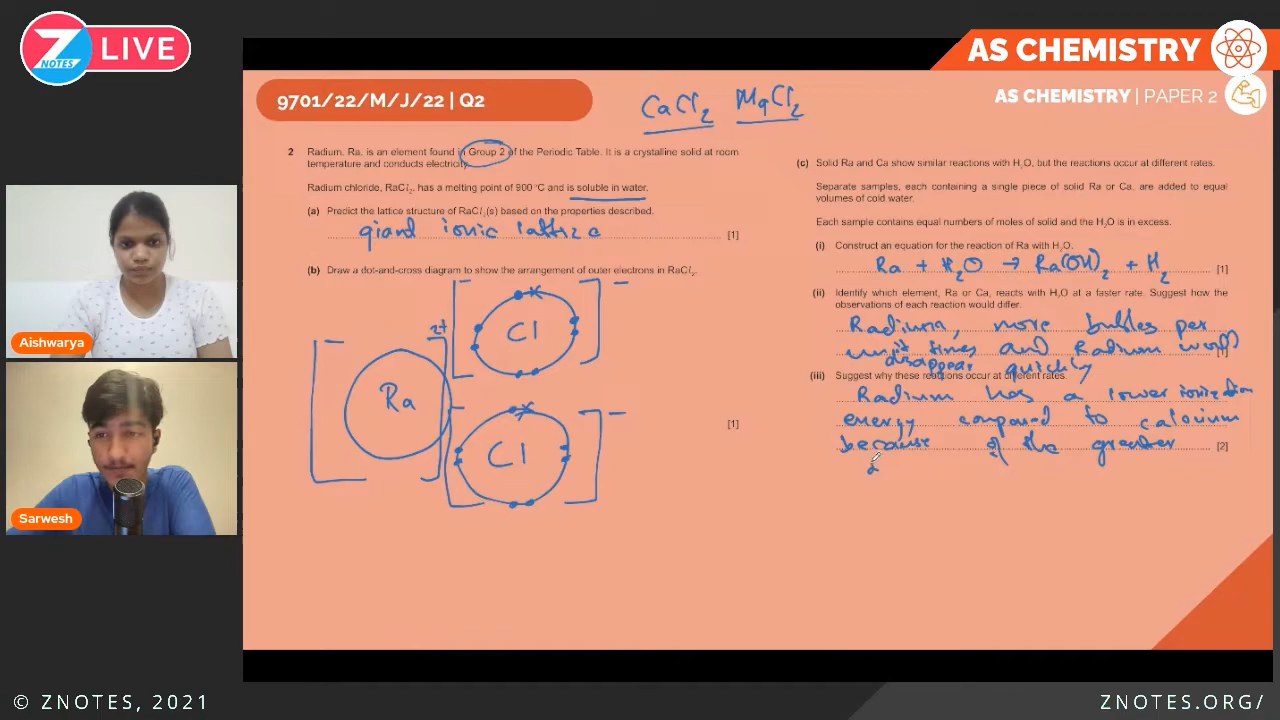 Z NOTES LIVE
AS CHEMISTRY
AS CHEMISTRY | PAPER 2
9701/22/M/J/22 | Q2
CaCl2 MgCl2
2 Radium, Ra, is an element found in Group 2 of the Periodic Table. It is a crystalline solid at room
temperature and conducts electricity.
Radium chloride, RaCl2, has a melting point of 900 °C and is soluble in water.
(a) Predict the lattice structure of RaCl2(s) based on the properties described.
giant ionic lattice
[1]
(b) Draw a dot-and-cross diagram to show the arrangement of outer electrons in RaCl2.
Ra 2+
Cl −
Cl −
[1]
(c) Solid Ra and Ca show similar reactions with H2O, but the reactions occur at different rates.
Separate samples, each containing a single piece of solid Ra or Ca, are added to equal
volumes of cold water.
Each sample contains equal numbers of moles of solid and the H2O is in excess.
(i) Construct an equation for the reaction of Ra with H2O.
Ra + H2O → Ra(OH)2 + H2 [1]
(ii) Identify which element, Ra or Ca, reacts with H2O at a faster rate. Suggest how the
observations of each reaction would differ.
Radium, more bubbles per
unit times and Radium would [1]
disappear quickly
(iii) Suggest why these reactions occur at different rates.
Radium has a lower ionization
energy compared to calcium
because of the greater [2]
Aishwarya
Sarwesh
© ZNOTES, 2021
ZNOTES.ORG/